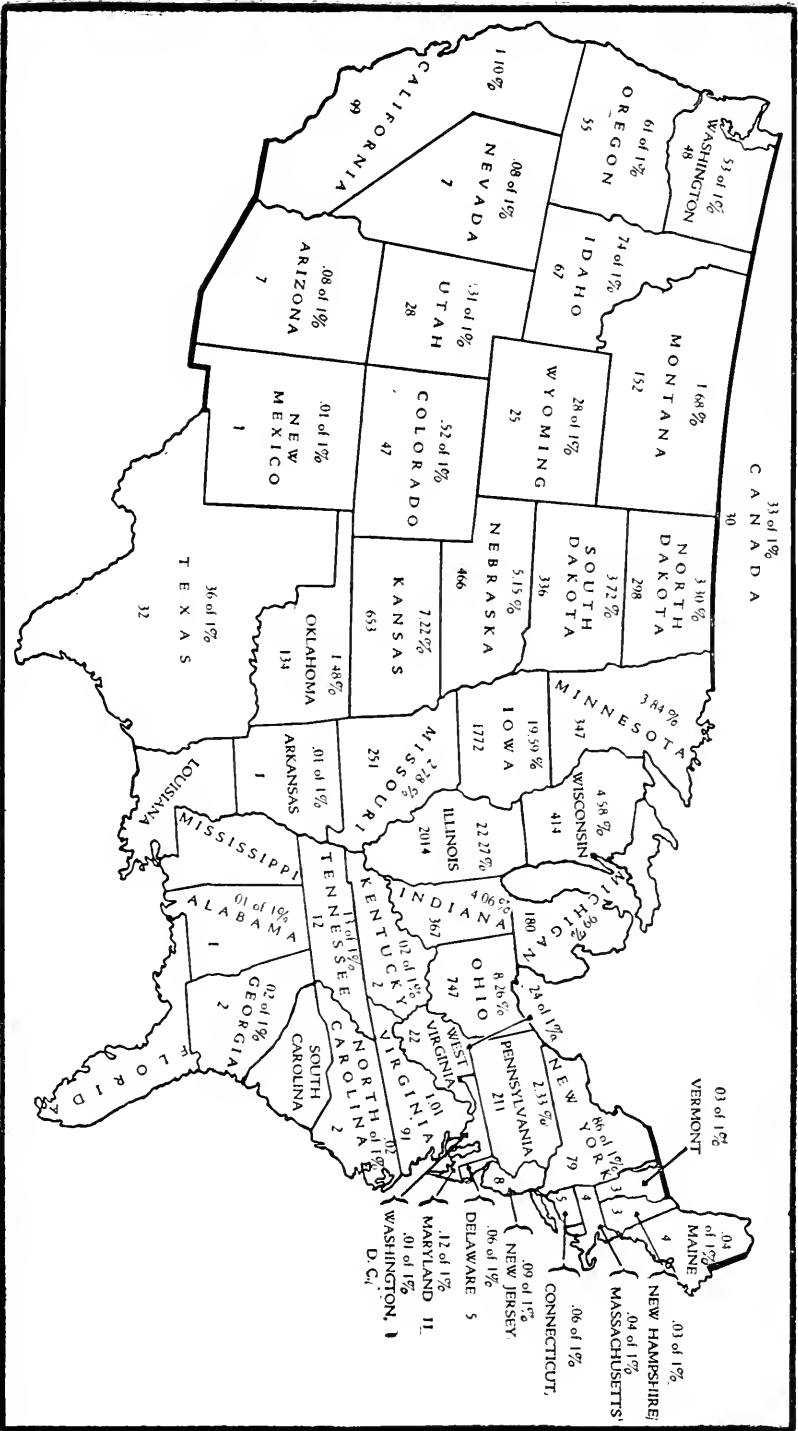 .53 of 1%
WASHINGTON
48
.61 of 1%
OREGON
55
1 10%
CALIFORNIA
99
.08 of 1%
NEVADA
7
.74 of 1%
IDAHO
67
1 68%
MONTANA
152
.28 of 1%
WYOMING
25
.31 of 1%
UTAH
28
.08 of 1%
ARIZONA
7
.52 of 1%
COLORADO
47
.01 of 1%
NEW
MEXICO
1
33 of 1%
CANADA
30
3 30%
NORTH
DAKOTA
298
3 72%
SOUTH
DAKOTA
336
5.15%
NEBRASKA
466
7.22%
KANSAS
653
1 48%
OKLAHOMA
134
36 of 1%
TEXAS
32
3 84%
MINNESOTA
347
19.59%
IOWA
1772
2.78%
MISSOURI
251
.01 of 1%
ARKANSAS
1
LOUISIANA
4 58%
WISCONSIN
414
22 27%
ILLINOIS
2014
MICHIGAN
180
4 06%
INDIANA
367
8.26%
OHIO
747
02 of 1%
KENTUCKY
2
13 of 1%
TENNESSEE
12
MISSISSIPPI
01 of 1%
ALABAMA
1
02 of 1%
GEORGIA
2
FLORID
SOUTH
CAROLINA
NORTH
CAROLINA
.02
of 1%
2
1.01
VIRGINIA
91
.24 of 1%
WEST
VIRGINIA
22
2.33%
PENNSYLVANIA
211
NEW
YORK
86 of 1%
79
03 of 1%
VERMONT
3
.04
of 1%
MAINE
4
.03 of 1%
NEW HAMPSHIRE
3
MASSACHUSETTS
.04 of 1%
4
.06 of 1%
CONNECTICUT,
5
.09 of 1%
NEW JERSEY
8
.06 of 1%
DELAWARE 5
MARYLAND 11
.12 of 1%
WASHINGTON, 1
D. C.
.01 of 1%